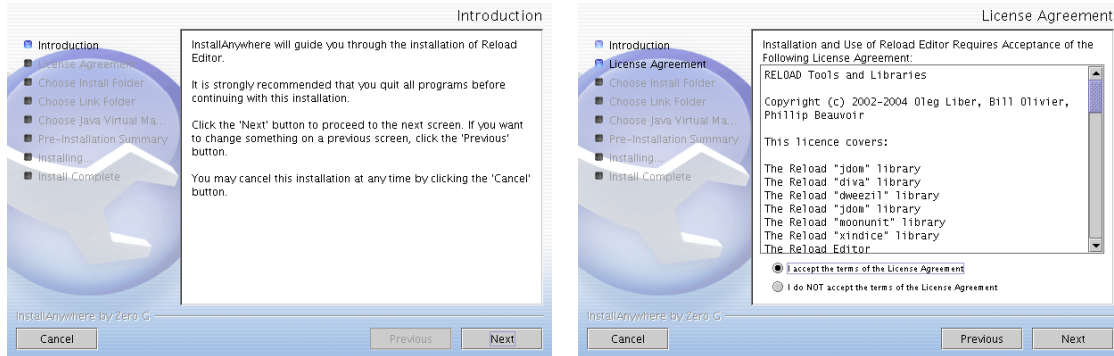 Introduction
Introduction
License Agreement
Choose Install Folder
Choose Link Folder
Choose Java Virtual Ma...
Pre-Installation Summary
Installing...
Install Complete
InstallAnywhere will guide you through the installation of Reload
Editor.
It is strongly recommended that you quit all programs before
continuing with this installation.
Click the 'Next' button to proceed to the next screen. If you want
to change something on a previous screen, click the 'Previous'
button.
You may cancel this installation at any time by clicking the 'Cancel'
button.
InstallAnywhere by Zero G
Cancel
Previous
Next
License Agreement
Introduction
License Agreement
Choose Install Folder
Choose Link Folder
Choose Java Virtual Ma...
Pre-Installation Summary
Installing...
Install Complete
Installation and Use of Reload Editor Requires Acceptance of the
Following License Agreement:
RELOAD Tools and Libraries
Copyright (c) 2002-2004 Oleg Liber, Bill Olivier,
Phillip Beauvoir
This licence covers:
The Reload "jdom" library
The Reload "diva" library
The Reload "dweezil" library
The Reload "jdom" library
The Reload "moonunit" library
The Reload "xindice" library
The Reload Editor
I accept the terms of the License Agreement
I do NOT accept the terms of the License Agreement
InstallAnywhere by Zero G
Cancel
Previous
Next